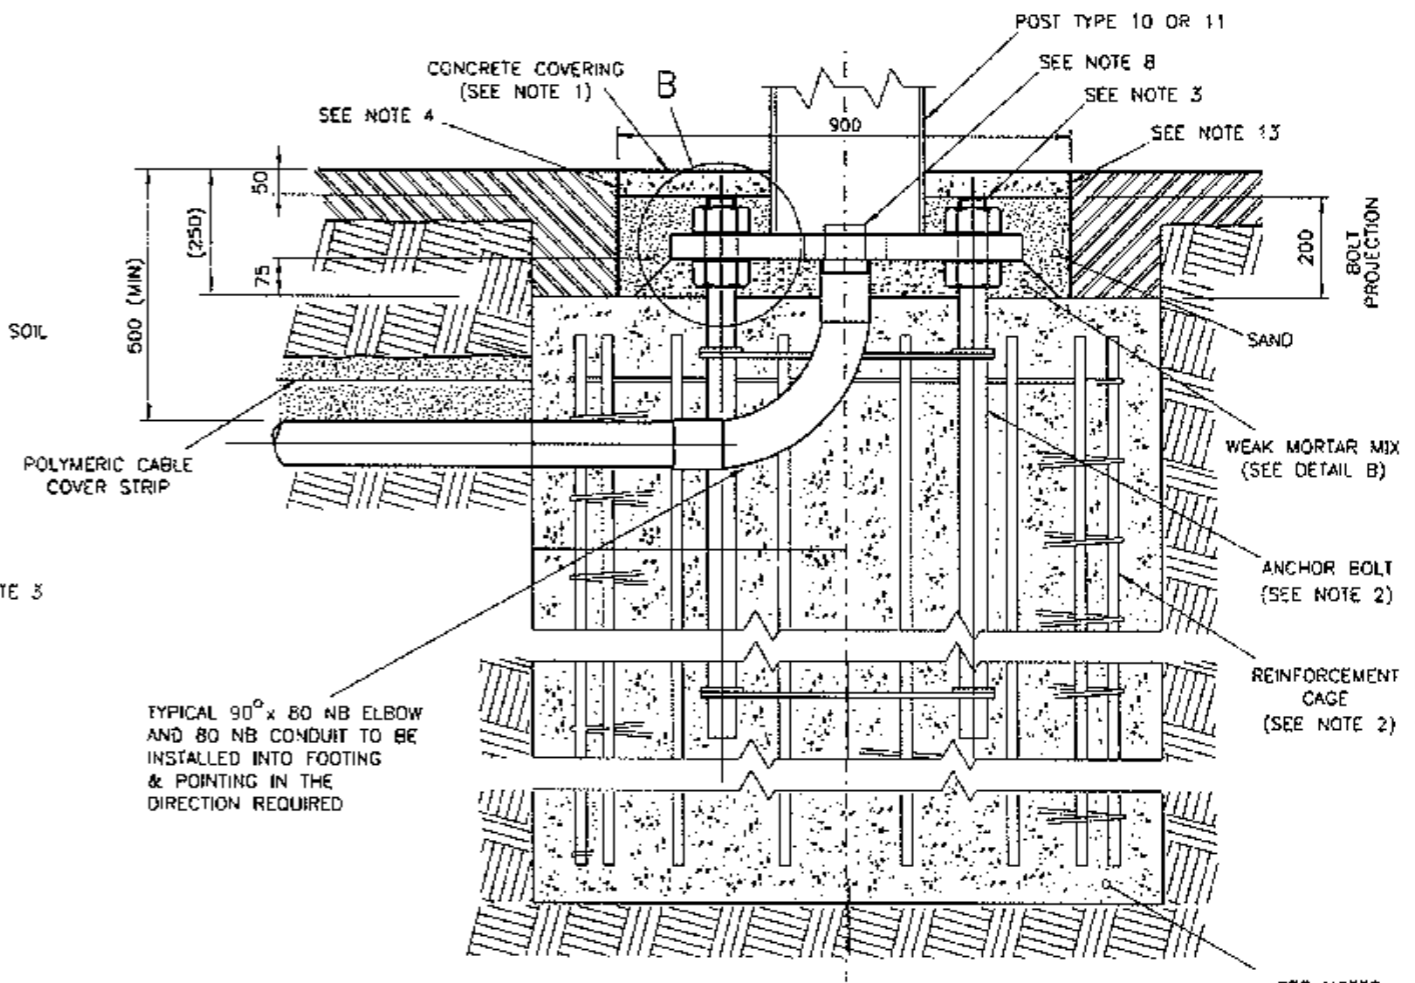 POST TYPE 10 OR 11
SEE NOTE 8
CONCRETE COVERING
(SEE NOTE 1)
B
SEE NOTE 3
SEE NOTE 4
900
SEE NOTE 13
50
(250)
75
600 (MIN)
200
BOLT
PROJECTION
SOIL
SAND
POLYMERIC CABLE
COVER STRIP
WEAK MORTAR MIX
(SEE DETAIL B)
ANCHOR BOLT
(SEE NOTE 2)
TE 3
REINFORCEMENT
CAGE
(SEE NOTE 2)
TYPICAL 90° x 80 NB ELBOW
AND 80 NB CONDUIT TO BE
INSTALLED INTO FOOTING
& POINTING IN THE
DIRECTION REQUIRED